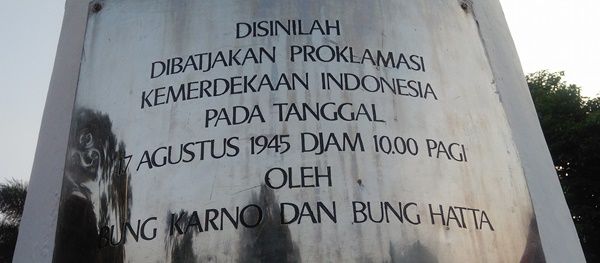 DISINILAH
DIBATJAKAN PROKLAMASI
KEMERDEKAAN INDONESIA
PADA TANGGAL
17 AGUSTUS 1945 DJAM 10.00 PAGI
OLEH
BUNG KARNO DAN BUNG HATTA